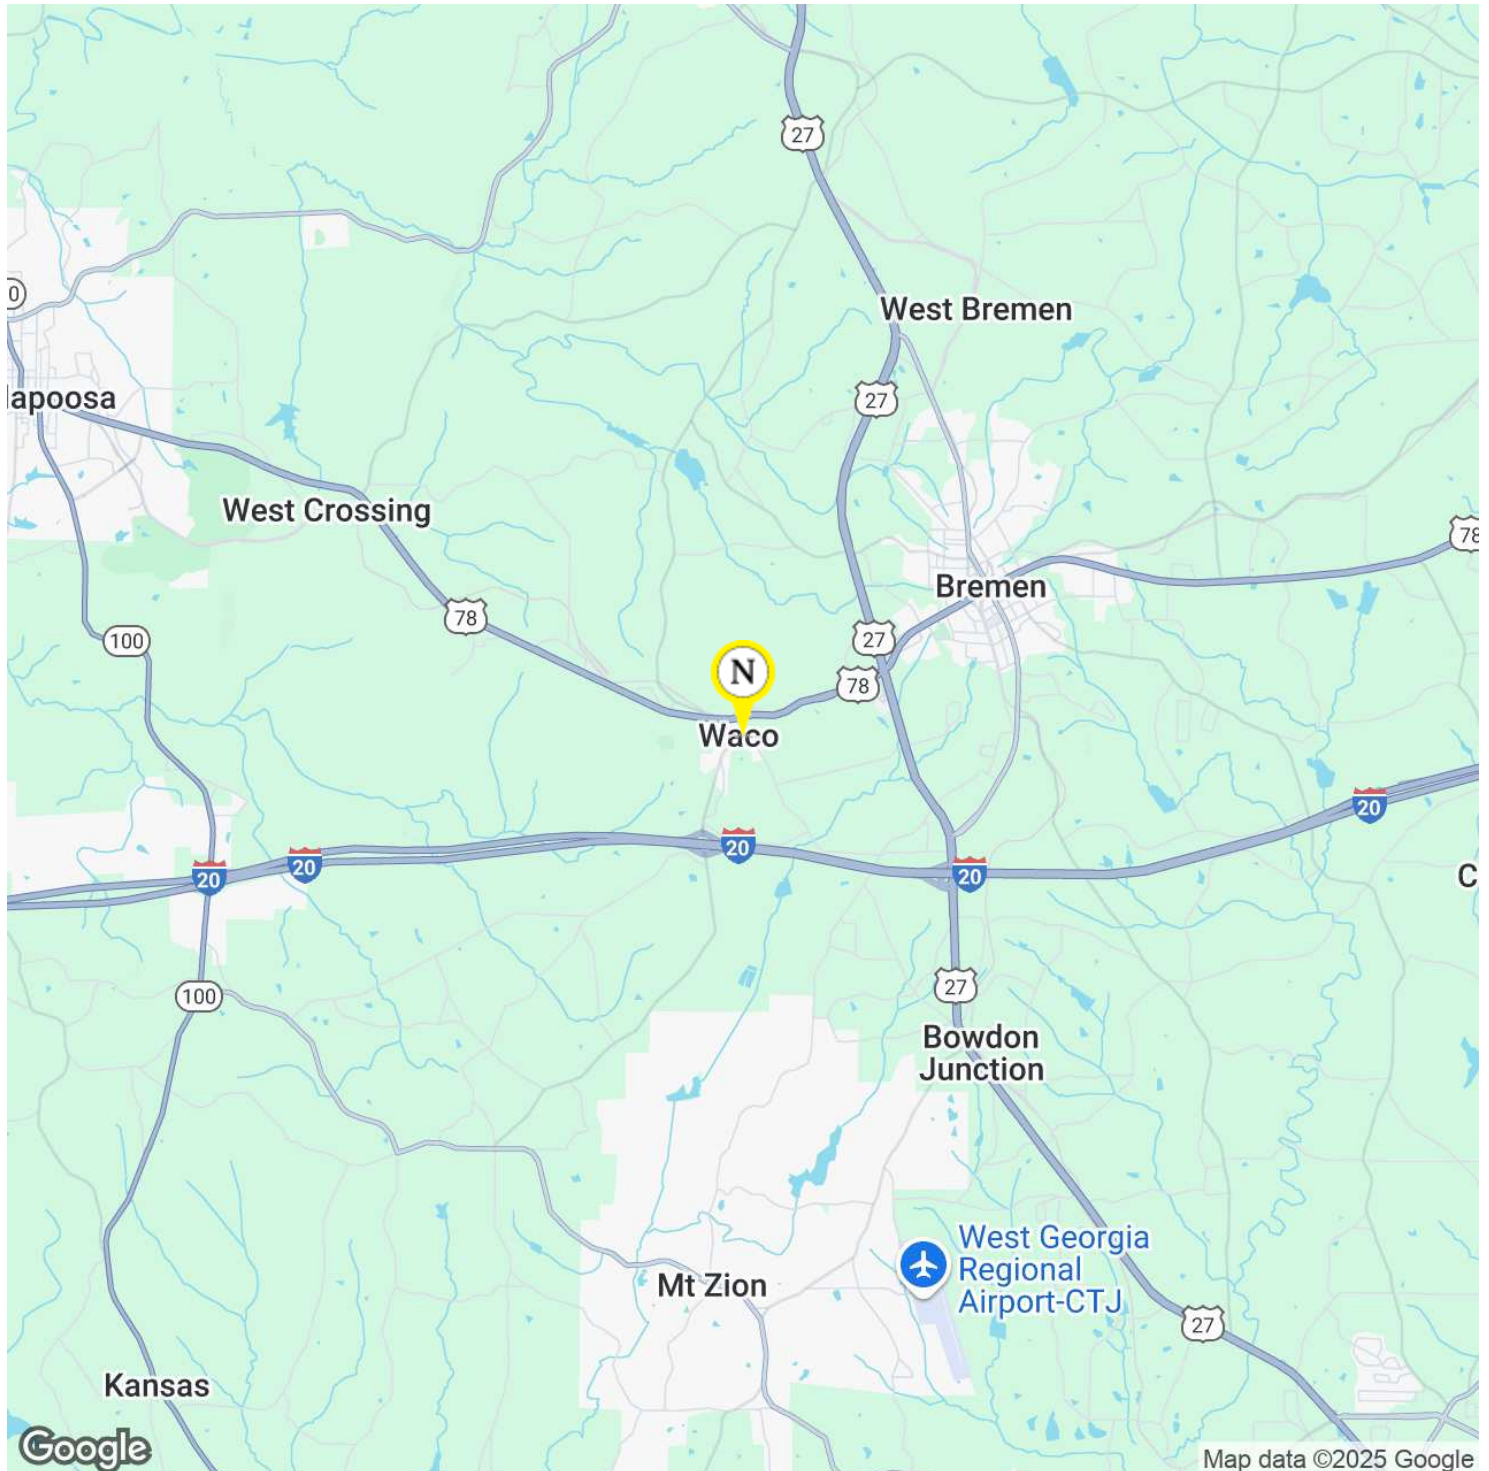 27
West Bremen
0
lapoosa
27
West Crossing
78
Bremen
78
100
27
N
78
Waco
20
20
20
20
20
C
100
27
Bowdon
Junction
West Georgia
Regional
Airport-CTJ
Mt Zion
27
Kansas
Google
Map data ©2025 Google